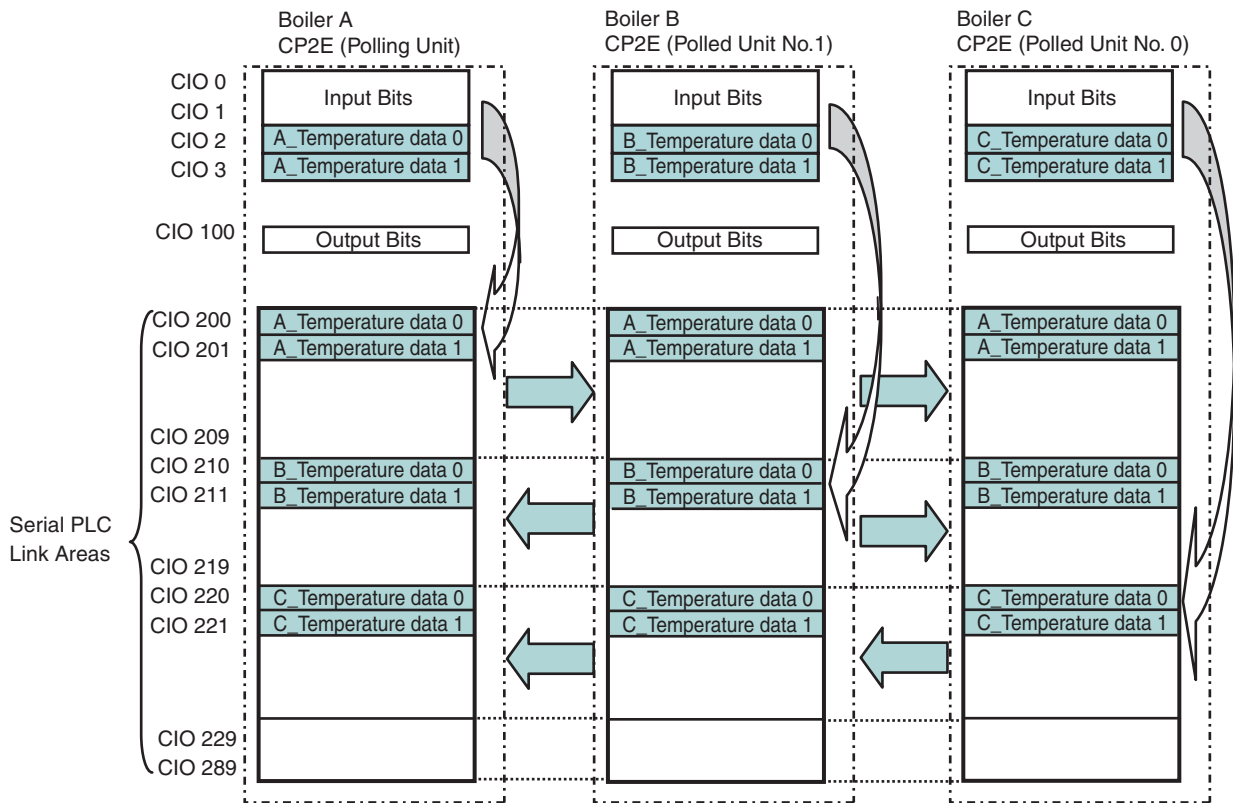 Boiler A
CP2E (Polling Unit)
Boiler B
CP2E (Polled Unit No.1)
Boiler C
CP2E (Polled Unit No. 0)
CIO 0
CIO 1
CIO 2
CIO 3
Input Bits
A_Temperature data 0
A_Temperature data 1
Input Bits
B_Temperature data 0
B_Temperature data 1
Input Bits
C_Temperature data 0
C_Temperature data 1
CIO 100
Output Bits
Output Bits
Output Bits
Serial PLC
Link Areas
CIO 200
CIO 201
CIO 209
CIO 210
CIO 211
CIO 219
CIO 220
CIO 221
CIO 229
CIO 289
A_Temperature data 0
A_Temperature data 1
B_Temperature data 0
B_Temperature data 1
C_Temperature data 0
C_Temperature data 1
A_Temperature data 0
A_Temperature data 1
B_Temperature data 0
B_Temperature data 1
C_Temperature data 0
C_Temperature data 1
A_Temperature data 0
A_Temperature data 1
B_Temperature data 0
B_Temperature data 1
C_Temperature data 0
C_Temperature data 1